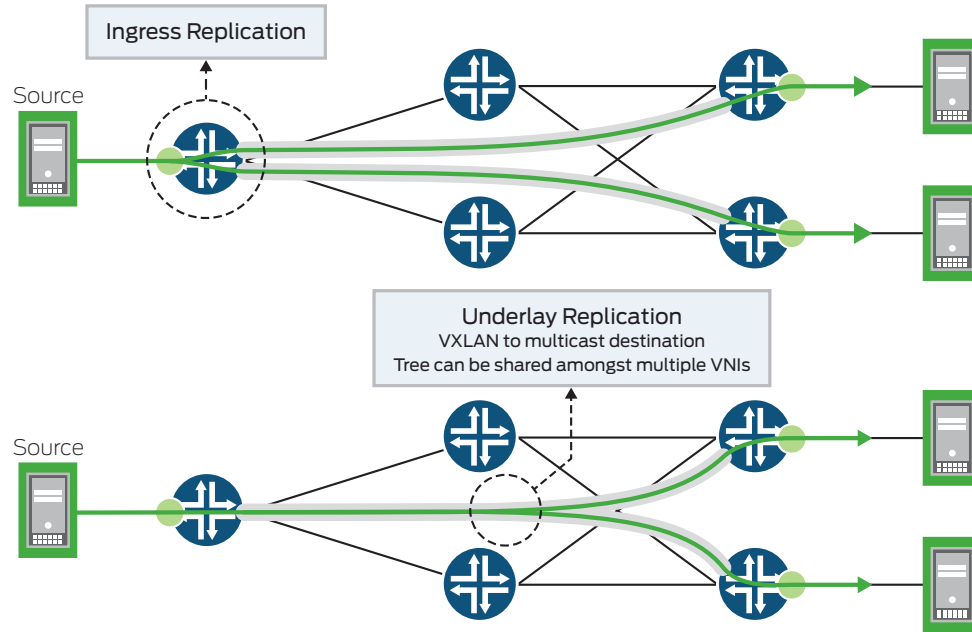 Ingress Replication
Source
Underlay Replication
VXLAN to multicast destination
Tree can be shared amongst multiple VNIs
Source